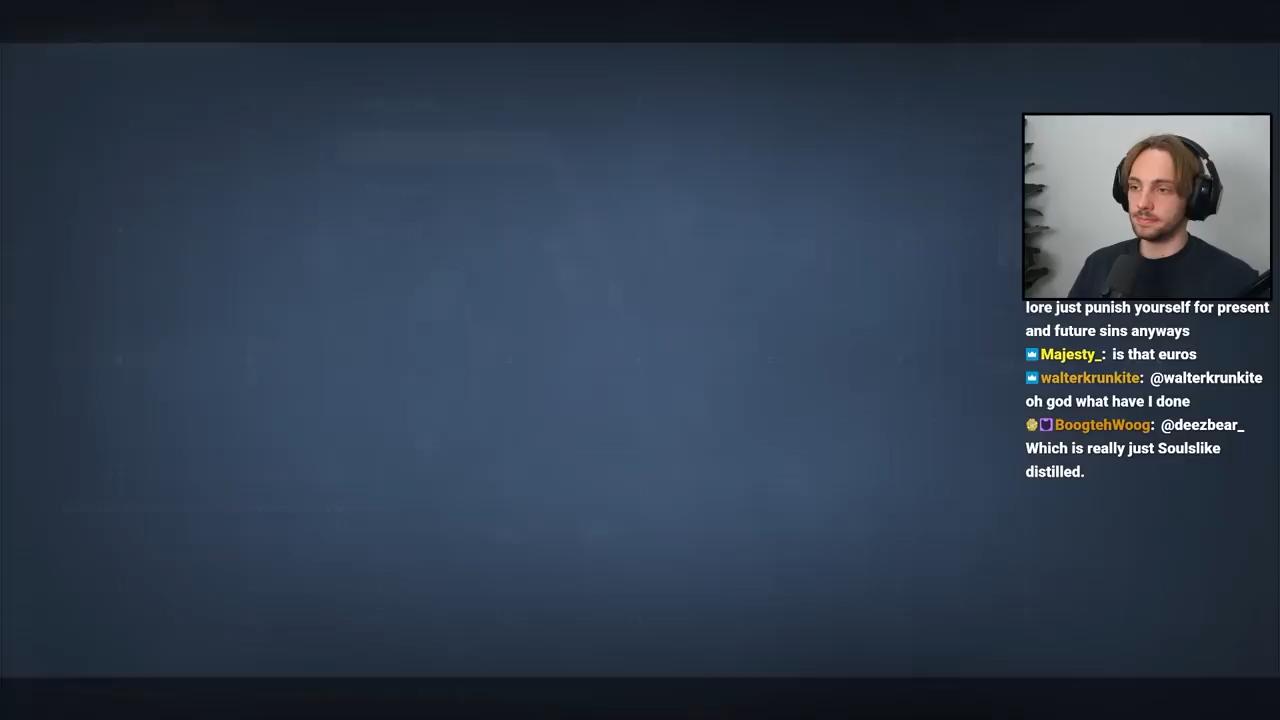 lore just punish yourself for present
and future sins anyways
Majesty_: is that euros
walterkrunkite: @walterkrunkite
oh god what have I done
BoogtehWoog: @deezbear_
Which is really just Soulslike
distilled.